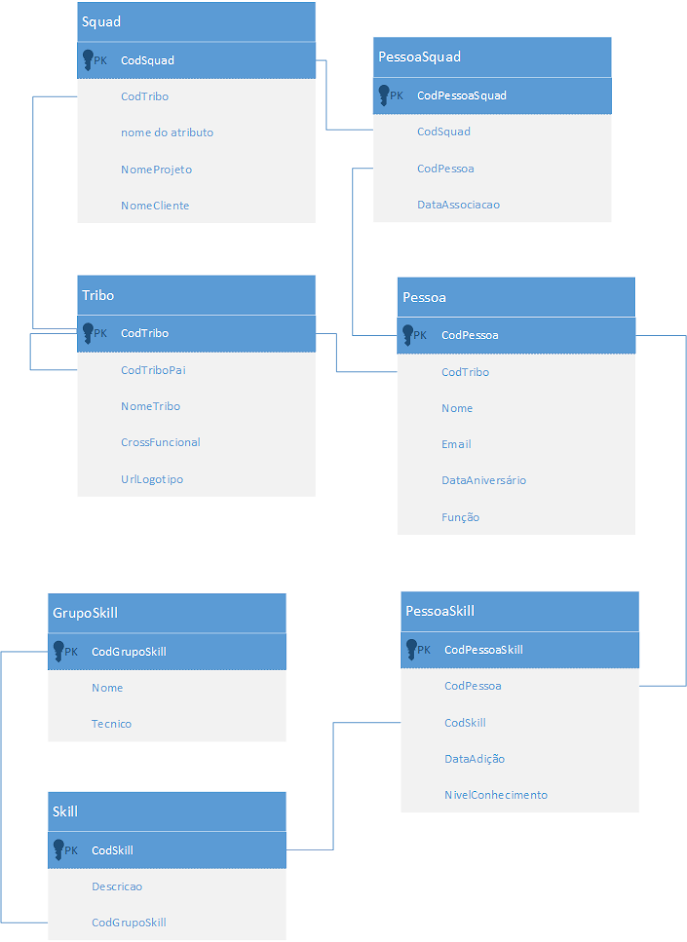 Squad
PK CodSquad
CodTribo
nome do atributo
NomeProjeto
NomeCliente
PessoaSquad
PK CodPessoaSquad
CodSquad
CodPessoa
DataAssociacao
Tribo
PK CodTribo
CodTriboPai
NomeTribo
CrossFuncional
UrlLogotipo
Pessoa
PK CodPessoa
CodTribo
Nome
Email
DataAniversário
Função
GrupoSkill
PK CodGrupoSkill
Nome
Tecnico
PessoaSkill
PK CodPessoaSkill
CodPessoa
CodSkill
DataAdição
NivelConhecimento
Skill
PK CodSkill
Descricao
CodGrupoSkill